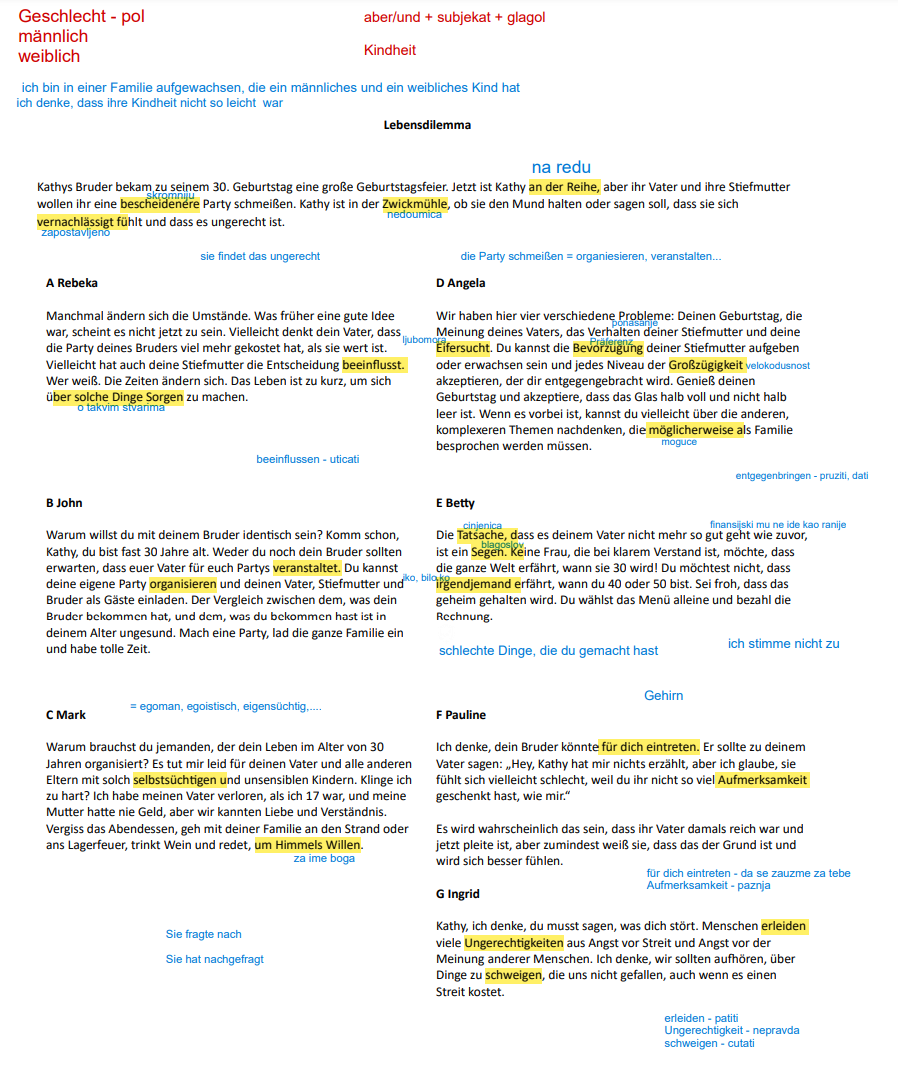 Geschlecht - pol
männlich
weiblich
aber/und + subjekat + glagol
Kindheit
ich bin in einer Familie aufgewachsen, die ein männliches und ein weibliches Kind hat
ich denke, dass ihre Kindheit nicht so leicht war
Lebensdilemma
na redu
Kathys Bruder bekam zu seinem 30. Geburtstag eine große Geburtstagsfeier. Jetzt ist Kathy an der Reihe, aber ihr Vater und ihre Stiefmutter
skromniju
wollen ihr eine bescheidenere Party schmeißen. Kathy ist in der Zwickmühle, ob sie den Mund halten oder sagen soll, dass sie sich
nedoumica
vernachlässigt fühlt und dass es ungerecht ist.
zapostavljeno
sie findet das ungerecht
die Party schmeißen = organiesieren, veranstalten...
A Rebeka
Manchmal ändern sich die Umstände. Was früher eine gute Idee
war, scheint es nicht jetzt zu sein. Vielleicht denkt dein Vater, dass
die Party deines Bruders viel mehr gekostet hat, als sie wert ist.
Vielleicht hat auch deine Stiefmutter die Entscheidung beeinflusst.
Wer weiß. Die Zeiten ändern sich. Das Leben ist zu kurz, um sich
über solche Dinge Sorgen zu machen.
o takvim stvarima
beeinflussen - uticati
B John
Warum willst du mit deinem Bruder identisch sein? Komm schon,
Kathy, du bist fast 30 Jahre alt. Weder du noch dein Bruder sollten
erwarten, dass euer Vater für euch Partys veranstaltet. Du kannst
deine eigene Party organisieren und deinen Vater, Stiefmutter und
Bruder als Gäste einladen. Der Vergleich zwischen dem, was dein
Bruder bekommen hat, und dem, was du bekommen hast ist in
deinem Alter ungesund. Mach eine Party, lad die ganze Familie ein
und habe tolle Zeit.
= egoman, egoistisch, eigensüchtig,....
C Mark
Warum brauchst du jemanden, der dein Leben im Alter von 30
Jahren organisiert? Es tut mir leid für deinen Vater und alle anderen
Eltern mit solch selbstsüchtigen und unsensiblen Kindern. Klinge ich
zu hart? Ich habe meinen Vater verloren, als ich 17 war, und meine
Mutter hatte nie Geld, aber wir kannten Liebe und Verständnis.
Vergiss das Abendessen, geh mit deiner Familie an den Strand oder
ans Lagerfeuer, trinkt Wein und redet, um Himmels Willen.
za ime boga
Sie fragte nach
Sie hat nachgefragt
D Angela
Wir haben hier vier verschiedene Probleme: Deinen Geburtstag, die
ponasanje
Meinung deines Vaters, das Verhalten deiner Stiefmutter und deine
ljubomora
Präferenz
Eifersucht. Du kannst die Bevorzugung deiner Stiefmutter aufgeben
oder erwachsen sein und jedes Niveau der Großzügigkeit velokodusnost
akzeptieren, der dir entgegengebracht wird. Genieß deinen
Geburtstag und akzeptiere, dass das Glas halb voll und nicht halb
leer ist. Wenn es vorbei ist, kannst du vielleicht über die anderen,
komplexeren Themen nachdenken, die möglicherweise als Familie
besprochen werden müssen.
moguce
entgegenbringen - pruziti, dati
E Betty
cinjenica
finansijski mu ne ide kao ranije
Die Tatsache, dass es deinem Vater nicht mehr so gut geht wie zuvor,
blagoslov
ist ein Segen. Keine Frau, die bei klarem Verstand ist, möchte, dass
die ganze Welt erfährt, wann sie 30 wird! Du möchtest nicht, dass
iko, bilo ko
irgendjemand erfährt, wann du 40 oder 50 bist. Sei froh, dass das
geheim gehalten wird. Du wählst das Menü alleine und bezahl die
Rechnung.
schlechte Dinge, die du gemacht hast
ich stimme nicht zu
Gehirn
F Pauline
Ich denke, dein Bruder könnte für dich eintreten. Er sollte zu deinem
Vater sagen: „Hey, Kathy hat mir nichts erzählt, aber ich glaube, sie
fühlt sich vielleicht schlecht, weil du ihr nicht so viel Aufmerksamkeit
geschenkt hast, wie mir.“
Es wird wahrscheinlich das sein, dass ihr Vater damals reich war und
jetzt pleite ist, aber zumindest weiß sie, dass das der Grund ist und
wird sich besser fühlen.
für dich eintreten - da se zauzme za tebe
Aufmerksamkeit - paznja
G Ingrid
Kathy, ich denke, du musst sagen, was dich stört. Menschen erleiden
viele Ungerechtigkeiten aus Angst vor Streit und Angst vor der
Meinung anderer Menschen. Ich denke, wir sollten aufhören, über
Dinge zu schweigen, die uns nicht gefallen, auch wenn es einen
Streit kostet.
erleiden - patiti
Ungerechtigkeit - nepravda
schweigen - cutati